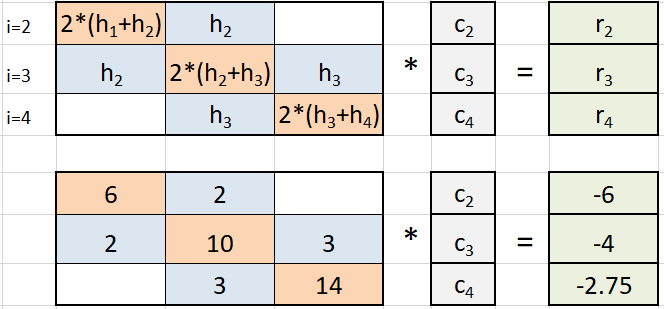 i=2 2*(h₁+h₂) h₂ c₂ r₂
i=3 h₂ 2*(h₂+h₃) h₃ * c₃ = r₃
i=4 h₃ 2*(h₃+h₄) c₄ r₄
6 2 c₂ -6
2 10 3 * c₃ = -4
3 14 c₄ -2.75